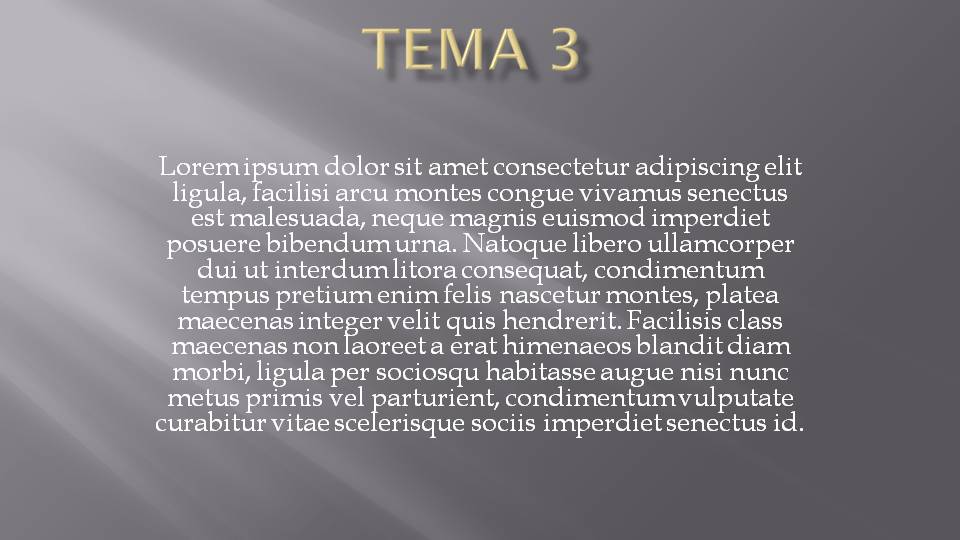 TEMA 3
Lorem ipsum dolor sit amet consectetur adipiscing elit
ligula, facilisi arcu montes congue vivamus senectus
est malesuada, neque magnis euismod imperdiet
posuere bibendum urna. Natoque libero ullamcorper
dui ut interdum litora consequat, condimentum
tempus pretium enim felis nascetur montes, platea
maecenas integer velit quis hendrerit. Facilisis class
maecenas non laoreet a erat himenaeos blandit diam
morbi, ligula per sociosqu habitasse augue nisi nunc
metus primis vel parturient, condimentum vulputate
curabitur vitae scelerisque sociis imperdiet senectus id.